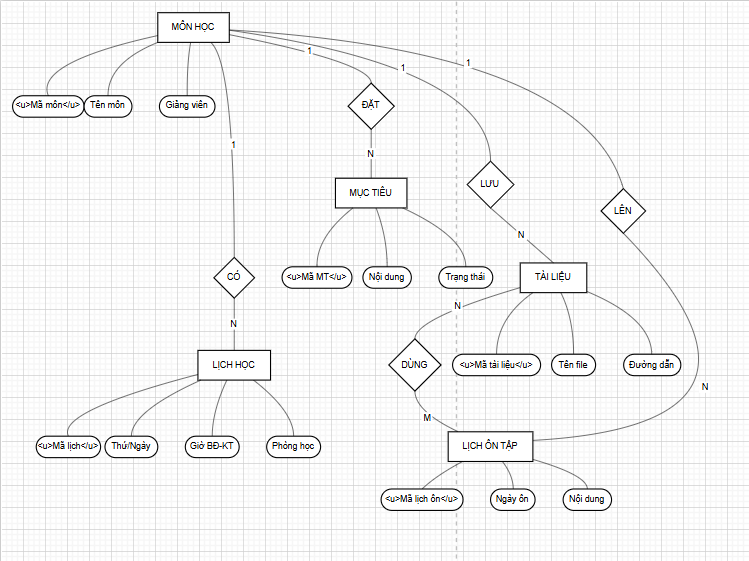 MÔN HỌC
1
1
1
<u>Mã môn</u>
Tên môn
Giảng viên
ĐẶT
1
N
LƯU
MỤC TIÊU
LÊN
N
CÓ
<u>Mã MT</u>
Nội dung
Trạng thái
TÀI LIỆU
N
N
LỊCH HỌC
DÙNG
<u>Mã tài liệu</u>
Tên file
Đường dẫn
N
M
<u>Mã lịch</u>
Thứ/Ngày
Giờ BĐ-KT
Phòng học
LỊCH ÔN TẬP
<u>Mã lịch ôn</u>
Ngày ôn
Nội dung